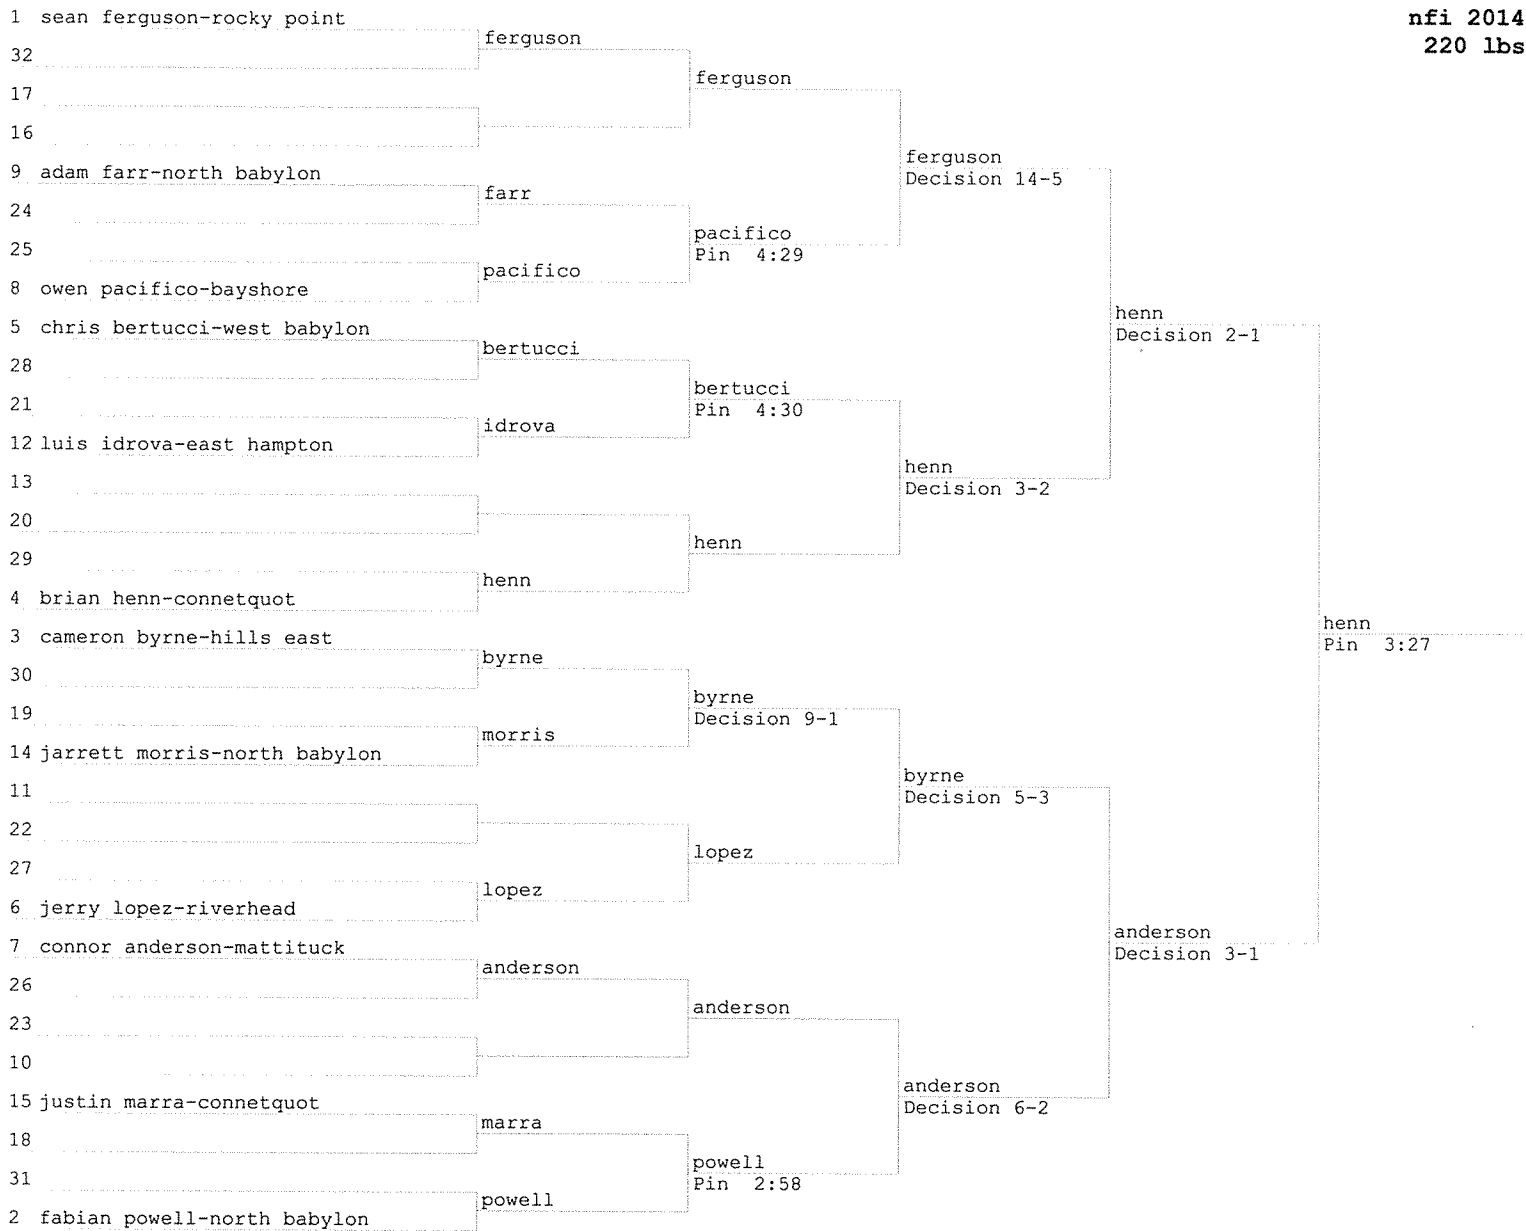 nfi 2014
220 lbs
1 sean ferguson-rocky point
32
17
16
9 adam farr-north babylon
24
25
8 owen pacifico-bayshore
5 chris bertucci-west babylon
28
21
12 luis idrova-east hampton
13
20
29
4 brian henn-connetquot
3 cameron byrne-hills east
30
19
14 jarrett morris-north babylon
11
22
27
6 jerry lopez-riverhead
7 connor anderson-mattituck
26
23
10
15 justin marra-connetquot
18
31
2 fabian powell-north babylon
ferguson
farr
pacifico
bertucci
idrova
henn
byrne
morris
lopez
anderson
marra
powell
ferguson
pacifico
Pin 4:29
bertucci
Pin 4:30
henn
byrne
Decision 9-1
lopez
anderson
powell
Pin 2:58
ferguson
Decision 14-5
henn
Decision 3-2
byrne
Decision 5-3
anderson
Decision 6-2
henn
Decision 2-1
anderson
Decision 3-1
henn
Pin 3:27